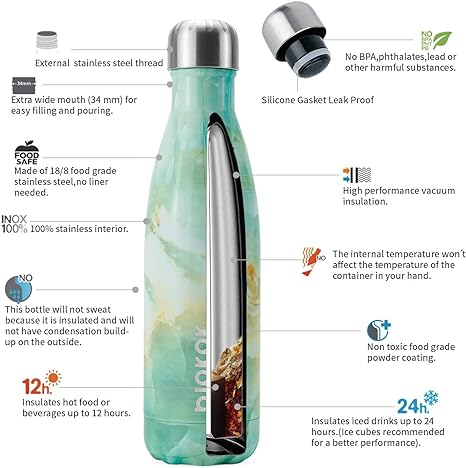 NO
BPA
PHT
PB
External stainless steel thread
No BPA,phthalates,lead or
other harmful substances.
34mm
Extra wide mouth (34 mm) for
easy filling and pouring.
Silicone Gasket Leak Proof
FOOD
SAFE
Made of 18/8 food grade
stainless steel,no liner
needed.
High performance vacuum
insulation.
INOX
100% 100% stainless interior.
NO
The internal temperature won't
affect the temperature of the
container in your hand.
NO
This bottle will not sweat
because it is insulated and will
not have condensation build-
up on the outside.
Non toxic food grade
powder coating.
12h.
Insulates hot food or
beverages up to 12 hours.
24h.
Insulates iced drinks up to 24
hours.(Ice cubes recommended
for a better performance).